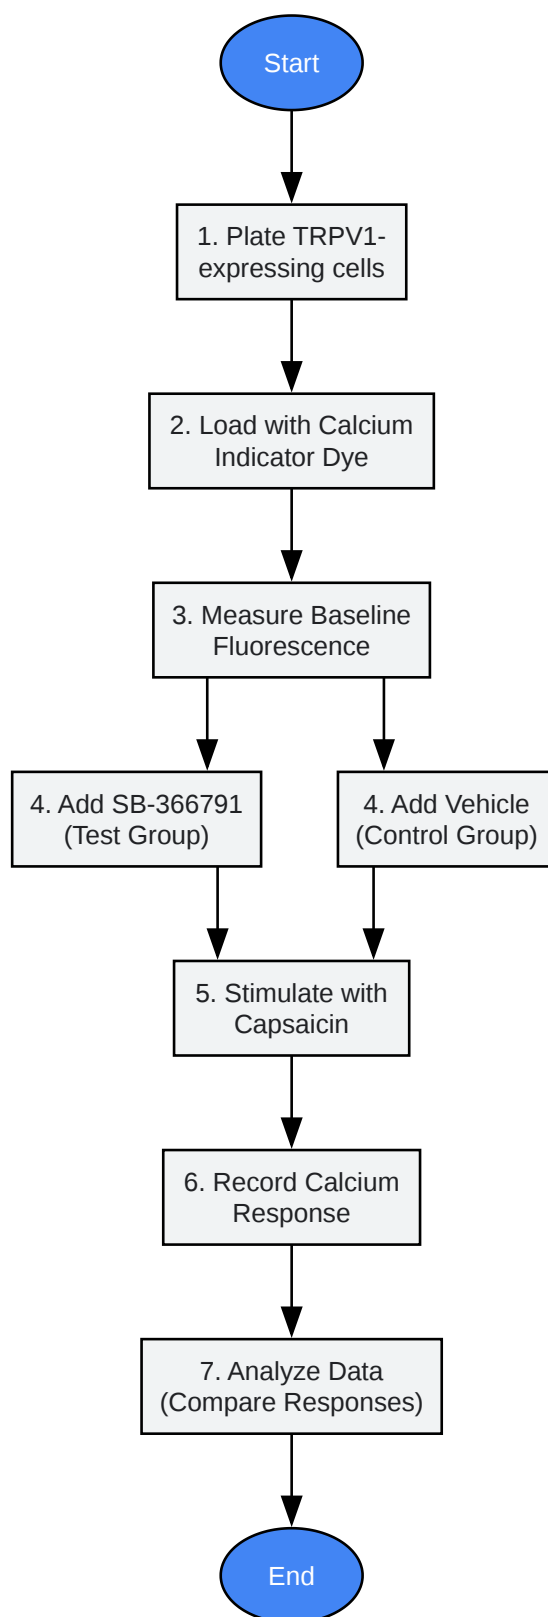 Start
1. Plate TRPV1-
expressing cells
2. Load with Calcium
Indicator Dye
3. Measure Baseline
Fluorescence
4. Add SB-366791
(Test Group)
4. Add Vehicle
(Control Group)
5. Stimulate with
Capsaicin
6. Record Calcium
Response
7. Analyze Data
(Compare Responses)
End